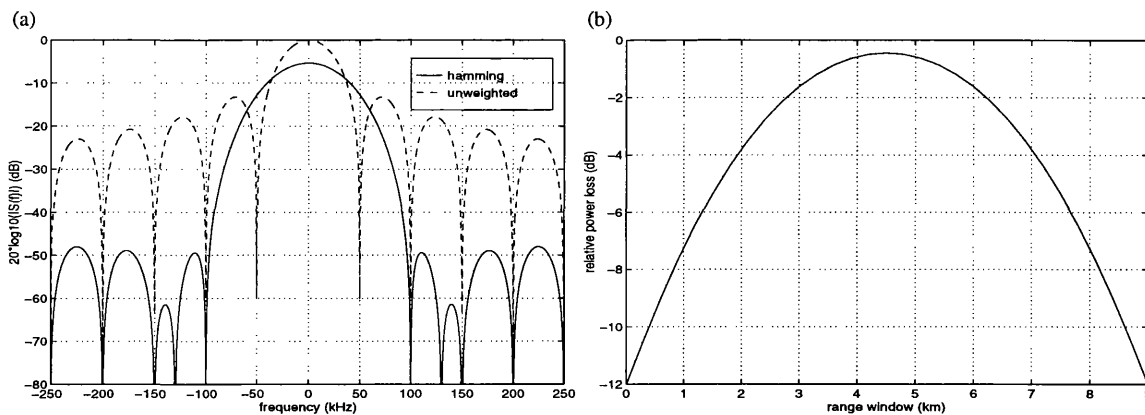 (a)
0
−10
−20
−30
−40
−50
−60
−70
−80
20*log10(|S(f)|) (dB)
hamming
unweighted
−250 −200 −150 −100 −50 0 50 100 150 200 250
frequency (kHz)
(b)
0
−2
−4
−6
−8
−10
−12
relative power loss (dB)
0 1 2 3 4 5 6 7 8
range window (km)